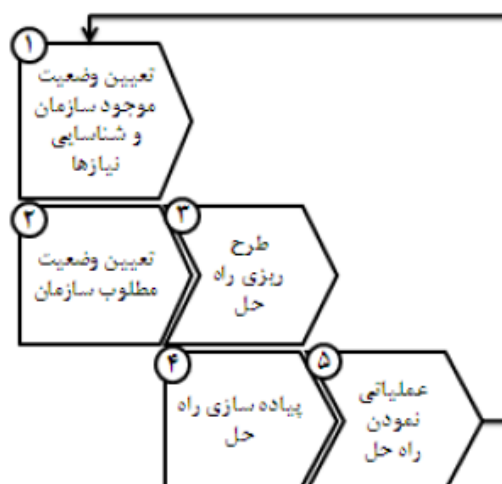 ۱
تعیین وضعیت
موجود سازمان
و شناسایی
نیازها
۲
تعیین وضعیت
مطلوب سازمان
۳
طرح
ریزی راه
حل
۴
پیاده سازی راه
حل
۵
عملیاتی
نمودن
راه حل